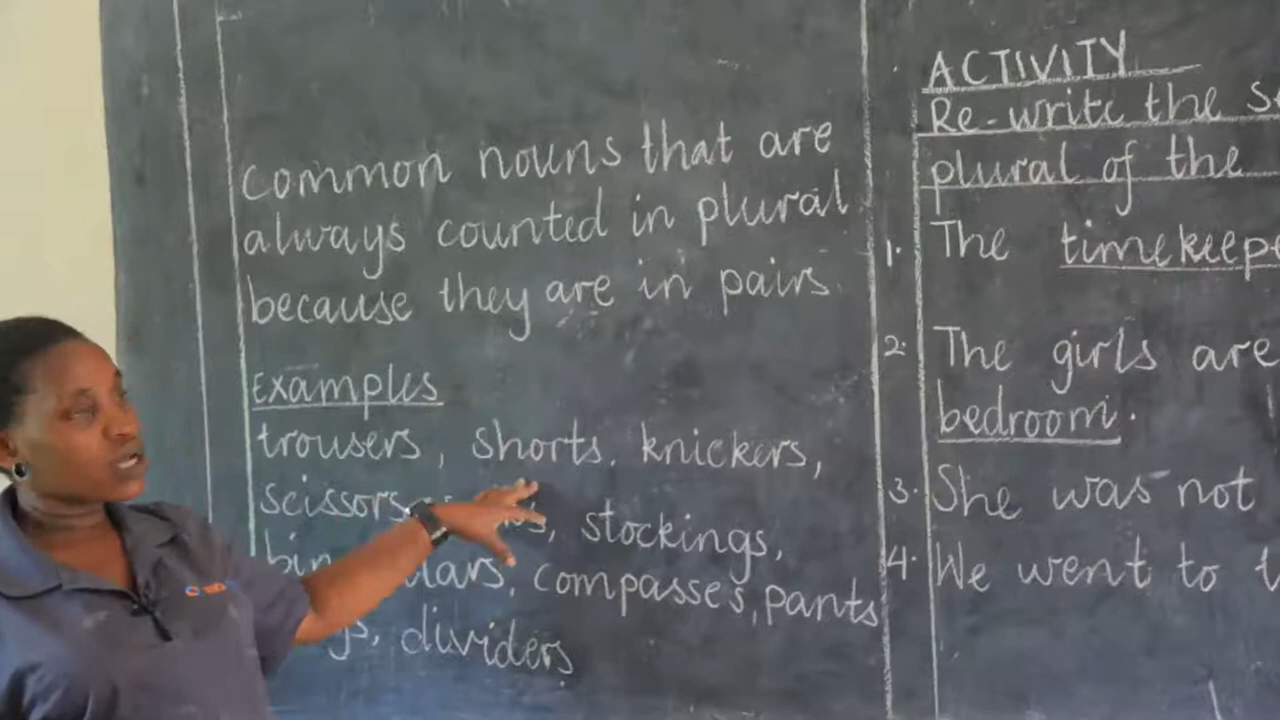 common nouns that are
always counted in plural
because they are in pairs.
Examples
trousers, shorts, knickers,
scissors, stockings,
compasses, pants
dividers
ACTIVITY
Re-write the
plural of the
1. The
2. The girls are
bedroom.
3. She was not
4. We went to